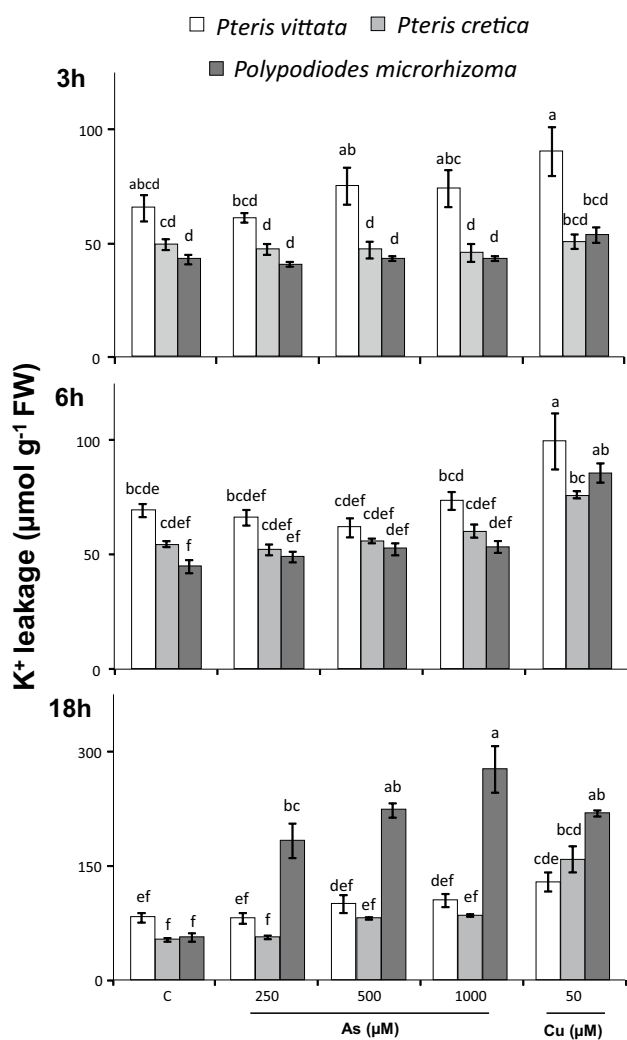 Pteris vittata Pteris cretica
Polypodiodes microrhizoma
K⁺ leakage (µmol g⁻¹ FW)
3h
100
50
0
abcd cd d
bcd d d
ab d d
abc d d
a bcd bcd
6h
100
50
0
bcde cdef f
bcdef cdef ef
cdef cdef def
bcd cdef def
a bc ab
18h
300
150
0
ef f f
ef f bc
def ef ab
def ef a
cde bcd ab
C 250 500 1000 50
As (µM) Cu (µM)